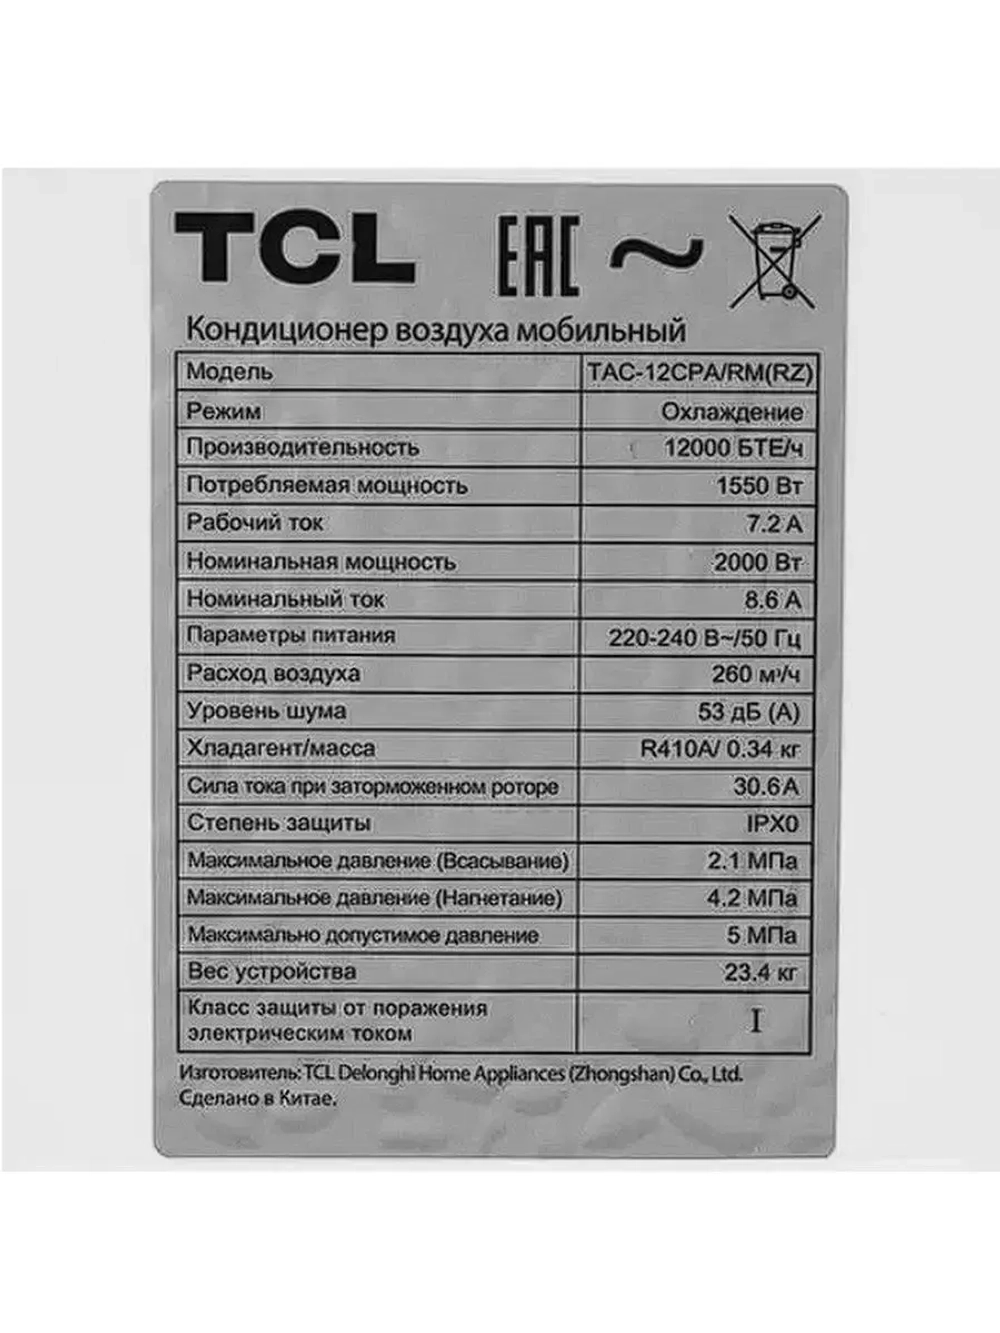 TCL EAC
Кондиционер воздуха мобильный
Модель TAC-12CPA/RM(RZ)
Режим Охлаждение
Производительность 12000 БТЕ/ч
Потребляемая мощность 1550 Вт
Рабочий ток 7.2 А
Номинальная мощность 2000 Вт
Номинальный ток 8.6 А
Параметры питания 220-240 В~/50 Гц
Расход воздуха 260 м³/ч
Уровень шума 53 дБ (А)
Хладагент/масса R410A/ 0.34 кг
Сила тока при заторможенном роторе 30.6 А
Степень защиты IPX0
Максимальное давление (Всасывание) 2.1 МПа
Максимальное давление (Нагнетание) 4.2 МПа
Максимально допустимое давление 5 МПа
Вес устройства 23.4 кг
Класс защиты от поражения
электрическим током I
Изготовитель: TCL Delonghi Home Appliances (Zhongshan) Co., Ltd.
Сделано в Китае.